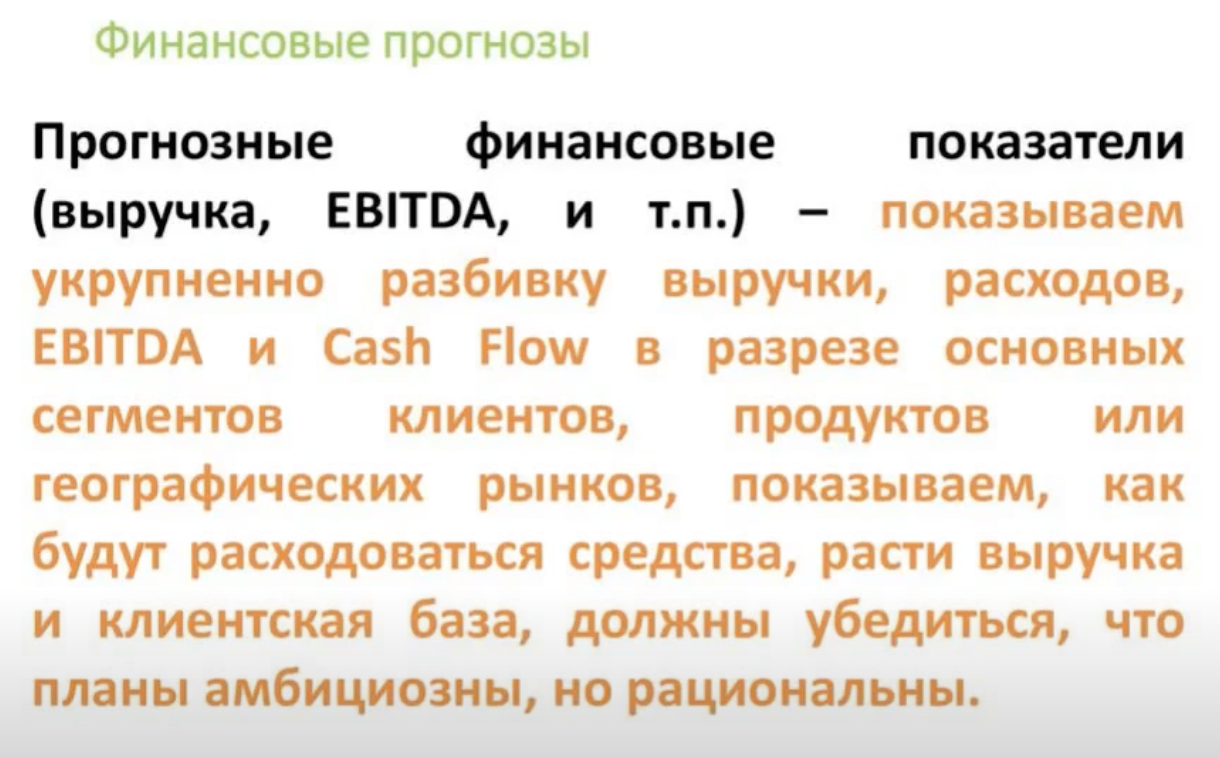 Финансовые прогнозы
Прогнозные финансовые показатели
(выручка, EBITDA, и т.п.) – показываем
укрупненно разбивку выручки, расходов,
EBITDA и Cash Flow в разрезе основных
сегментов клиентов, продуктов или
географических рынков, показываем, как
будут расходоваться средства, расти выручка
и клиентская база, должны убедиться, что
планы амбициозны, но рациональны.